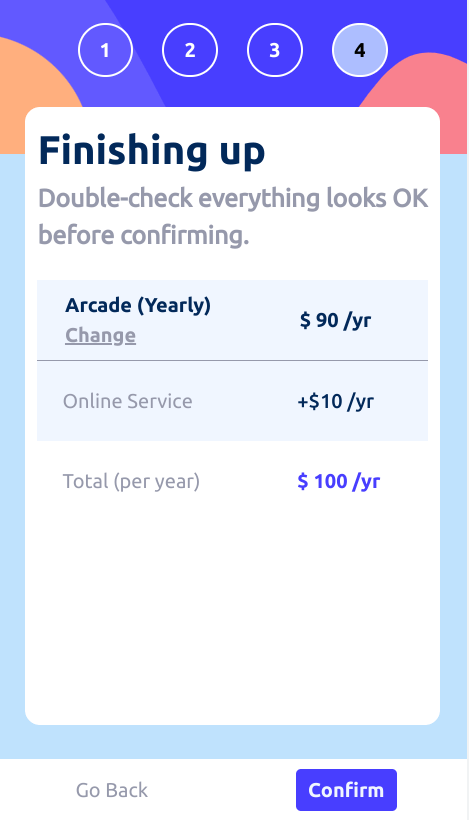 1 2 3 4
Finishing up
Double-check everything looks OK
before confirming.
Arcade (Yearly)
$ 90 /yr
Change
Online Service +$10 /yr
Total (per year) $ 100 /yr
Go Back Confirm